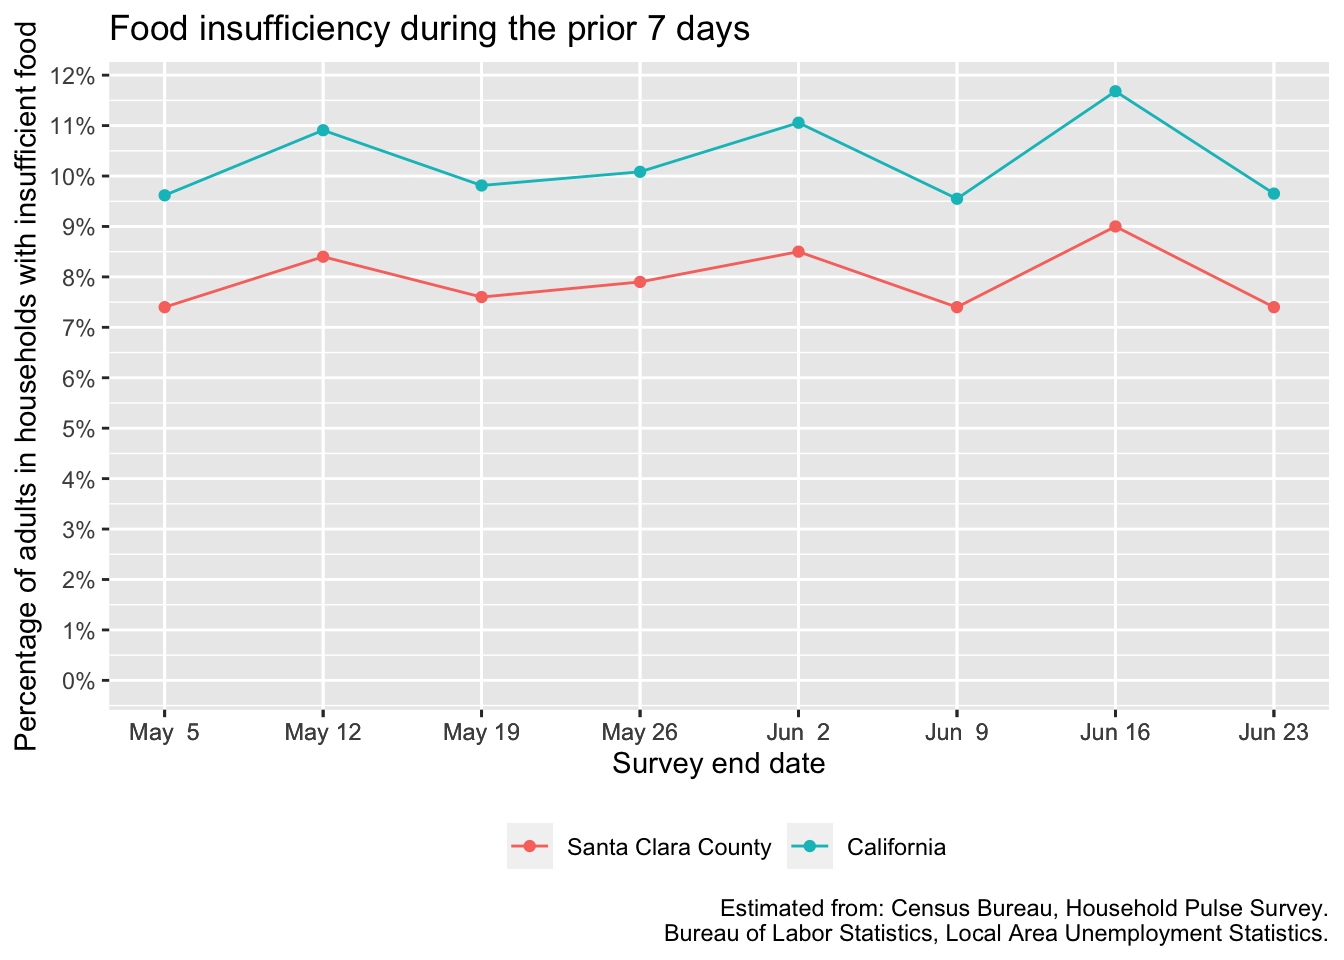 Food insufficiency during the prior 7 days
Percentage of adults in households with insufficient food
12%
11%
10%
9%
8%
7%
6%
5%
4%
3%
2%
1%
0%
May  5 May 12 May 19 May 26 Jun  2 Jun  9 Jun 16 Jun 23
Survey end date
Santa Clara County California
Estimated from: Census Bureau, Household Pulse Survey.
Bureau of Labor Statistics, Local Area Unemployment Statistics.